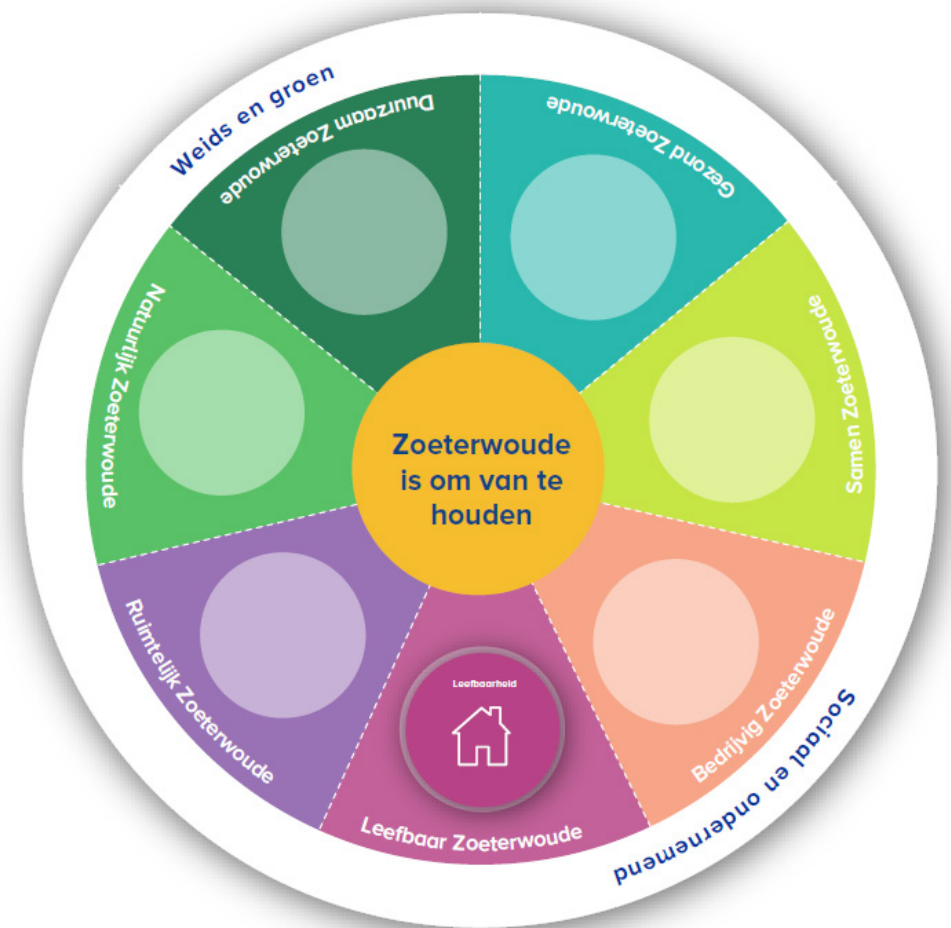 Weids en groen
Duurzaam Zoeterwoude
Gezond Zoeterwoude
Natuurlijk Zoeterwoude
Samen Zoeterwoude
Zoeterwoude
is om van te
houden
Ruimtelijk Zoeterwoude
Leefbaarheid
Leefbaar Zoeterwoude
Bedrijvig Zoeterwoude
Sociaal en ondernemend